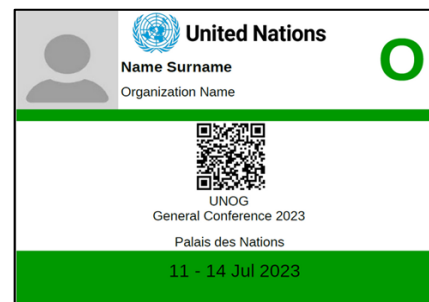 United Nations
O
Name Surname
Organization Name
UNOG
General Conference 2023
Palais des Nations
11 - 14 Jul 2023